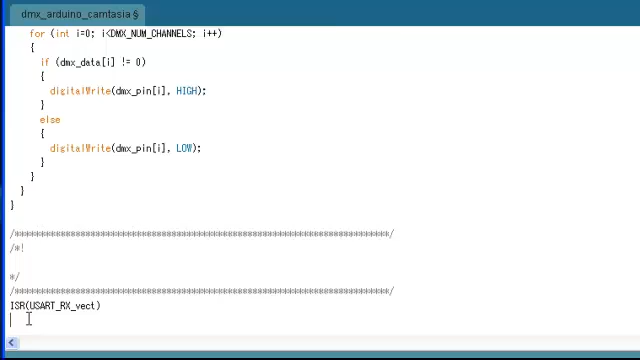 dmx_arduino_camtasia §
for (int i=0; i<DMX_NUM_CHANNELS; i++)
{
if (dmx_data[i] != 0)
{
digitalWrite(dmx_pin[i], HIGH);
}
else
{
digitalWrite(dmx_pin[i], LOW);
}
}
}
}
/**************************************************************************/
/*!
*/
/**************************************************************************/
ISR(USART_RX_vect)